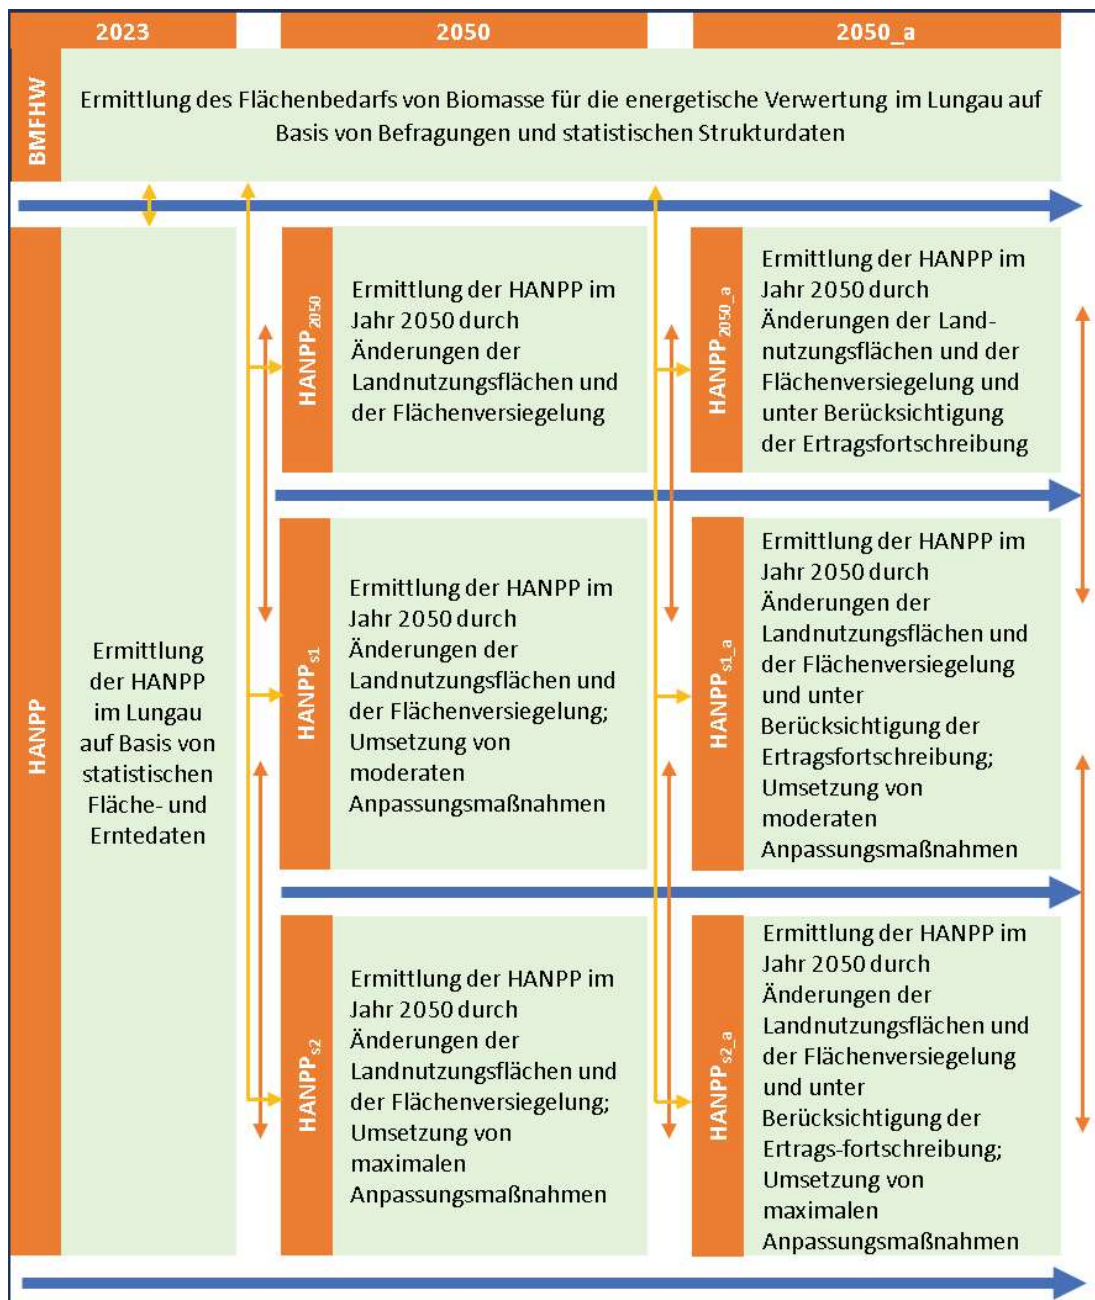 2023
2050
2050_a
BMFHW
Ermittlung des Flächenbedarfs von Biomasse für die energetische Verwertung im Lungau auf
Basis von Befragungen und statistischen Strukturdaten
HANPP
Ermittlung
der HANPP
im Lungau
auf Basis von
statistischen
Fläche- und
Erntedaten
HANPP2050
Ermittlung der HANPP im
Jahr 2050 durch
Änderungen der
Landnutzungsflächen und
der Flächenversiegelung
HANPP2050_a
Ermittlung der HANPP im
Jahr 2050 durch
Änderungen der Land-
nutzungsflächen und der
Flächenversiegelung und
unter Berücksichtigung
der Ertragsfortschreibung
HANPPs1
Ermittlung der HANPP im
Jahr 2050 durch
Änderungen der
Landnutzungsflächen und
der Flächenversiegelung;
Umsetzung von
moderaten
Anpassungsmaßnahmen
HANPPs1_a
Ermittlung der HANPP im
Jahr 2050 durch
Änderungen der
Landnutzungsflächen und
der Flächenversiegelung
und unter
Berücksichtigung der
Ertragsfortschreibung;
Umsetzung von
moderaten
Anpassungsmaßnahmen
HANPPs2
Ermittlung der HANPP im
Jahr 2050 durch
Änderungen der
Landnutzungsflächen und
der Flächenversiegelung;
Umsetzung von
maximalen
Anpassungsmaßnahmen
HANPPs2_a
Ermittlung der HANPP im
Jahr 2050 durch
Änderungen der
Landnutzungsflächen und
der Flächenversiegelung
und unter
Berücksichtigung der
Ertrags-fortschreibung;
Umsetzung von
maximalen
Anpassungsmaßnahmen